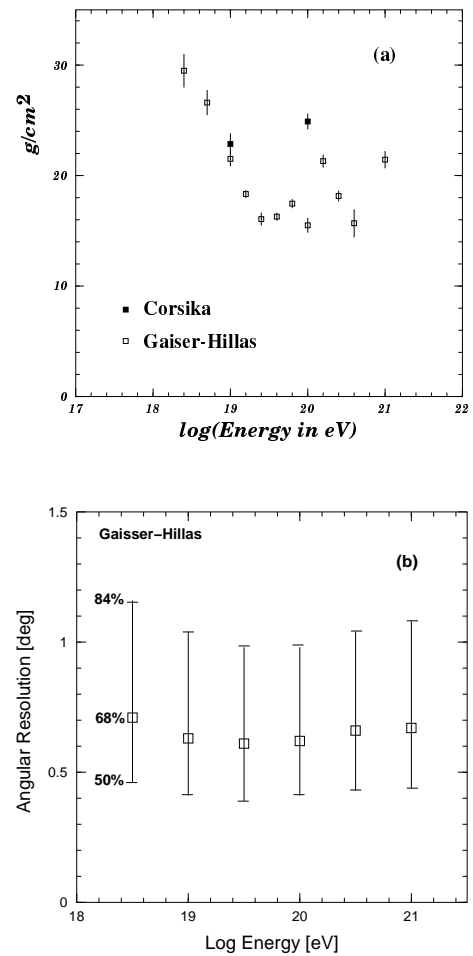 (a)
g/cm2
30
20
10
0
Corsika
Gaiser-Hillas
17 18 19 20 21 22
log(Energy in eV)
1.5
Gaisser-Hillas
(b)
84%
1
68%
50%
0.5
0
Angular Resolution [deg]
18 19 20 21
Log Energy [eV]